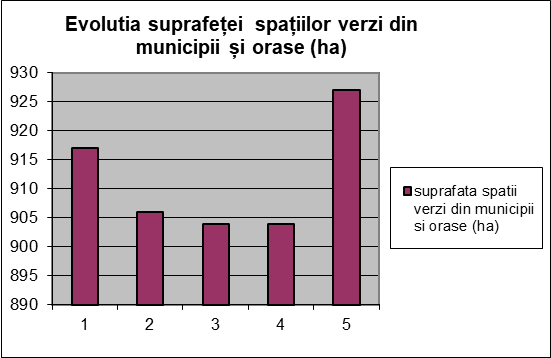 Evolutia suprafeței spațiilor verzi din
municipii și orase (ha)
930
925
920
915
910
905
900
895
890
1 2 3 4 5
suprafata spatii
verzi din municipii
si orase (ha)